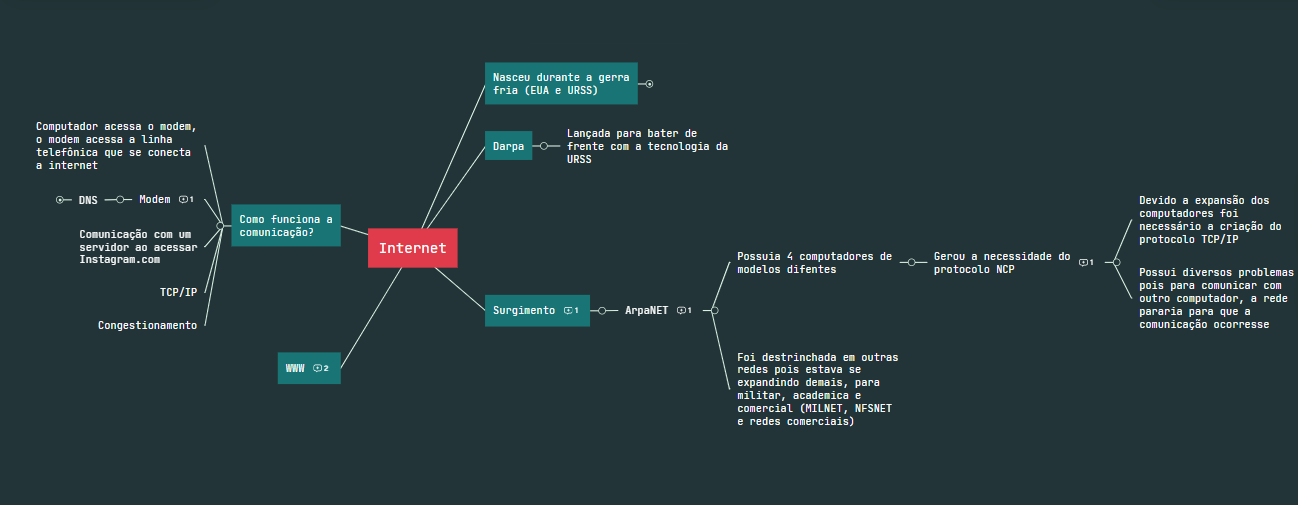 Nasceu durante a gerra
fria (EUA e URSS)
Darpa
Lançada para bater de
frente com a tecnologia da
URSS
Computador acessa o modem,
o modem acessa a linha
telefônica que se conecta
a internet
DNS
Modem 1
Comunicação com um
servidor ao acessar
Instagram.com
TCP/IP
Congestionamento
Como funciona a
comunicação?
Internet
WWW 2
Surgimento 1
ArpaNET 1
Possuia 4 computadores de
modelos difentes
Gerou a necessidade do
protocolo NCP 1
Devido a expansão dos
computadores foi
necessário a criação do
protocolo TCP/IP
Possui diversos problemas
pois para comunicar com
outro computador, a rede
pararia para que a
comunicação ocorresse
Foi destrinchada em outras
redes pois estava se
expandindo demais, para
militar, academica e
comercial (MILNET, NFSNET
e redes comerciais)